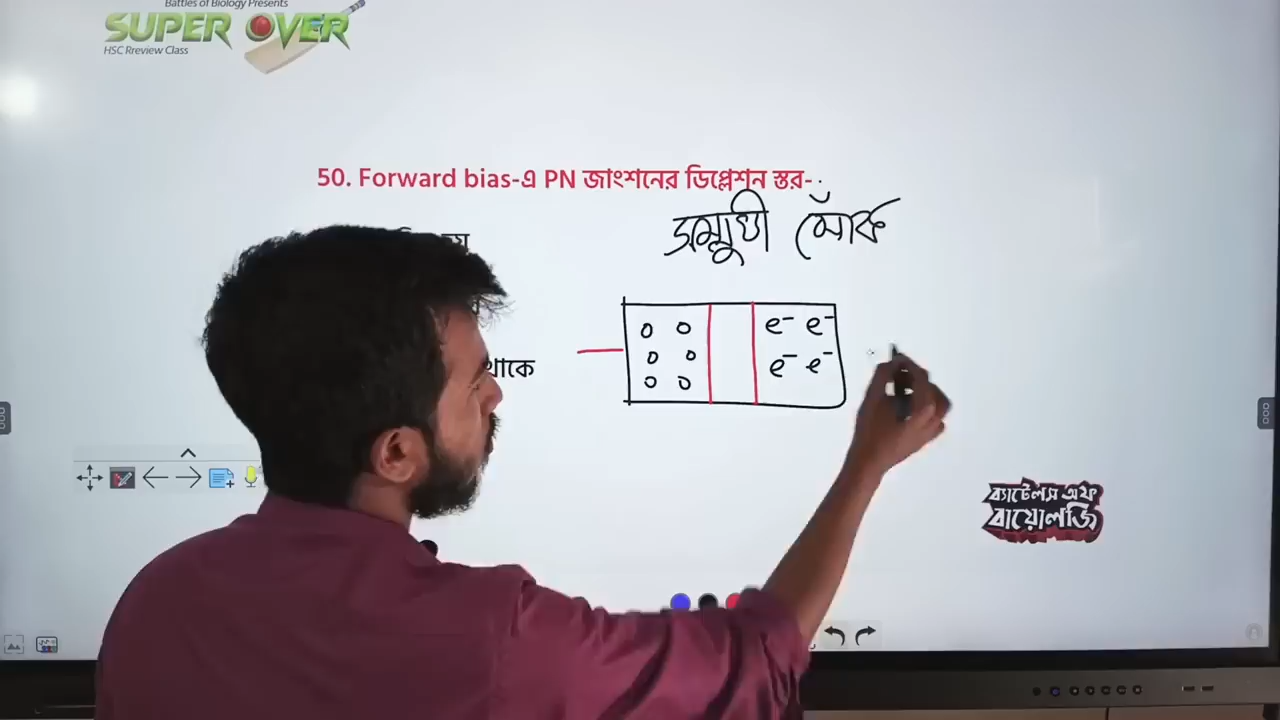 Battles of Biology Presents
SUPER OVER
HSC Rreview Class
50. Forward bias-এ PN জাংশনের ডিপ্লেশন স্তর-
সম্মুখী ঝোঁক
থাকে
o o e⁻ e⁻
o o e⁻ e⁻
o o
ব্যাটেলস অফ
বায়োলজি